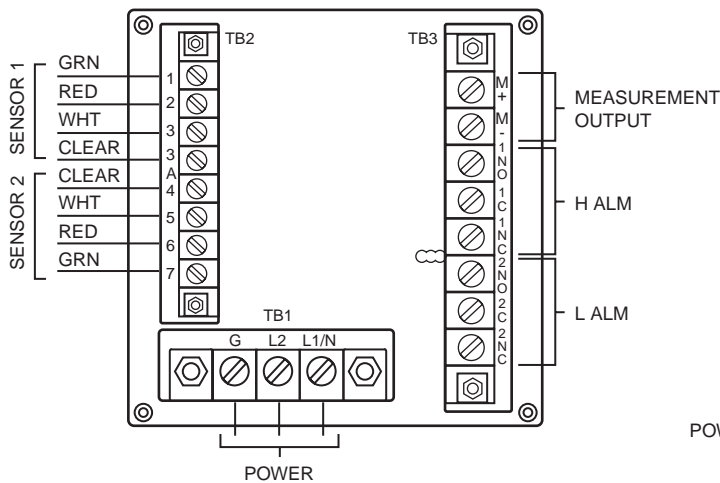 TB2
TB3
SENSOR 1
GRN
RED
WHT
CLEAR
SENSOR 2
CLEAR
WHT
RED
GRN
1
2
3
3
A
4
5
6
7
M
+
M
-
1
N
O
1
C
1
N
C
2
N
O
2
C
2
N
C
MEASUREMENT
OUTPUT
H ALM
L ALM
TB1
G L2 L1/N
POWER
POW